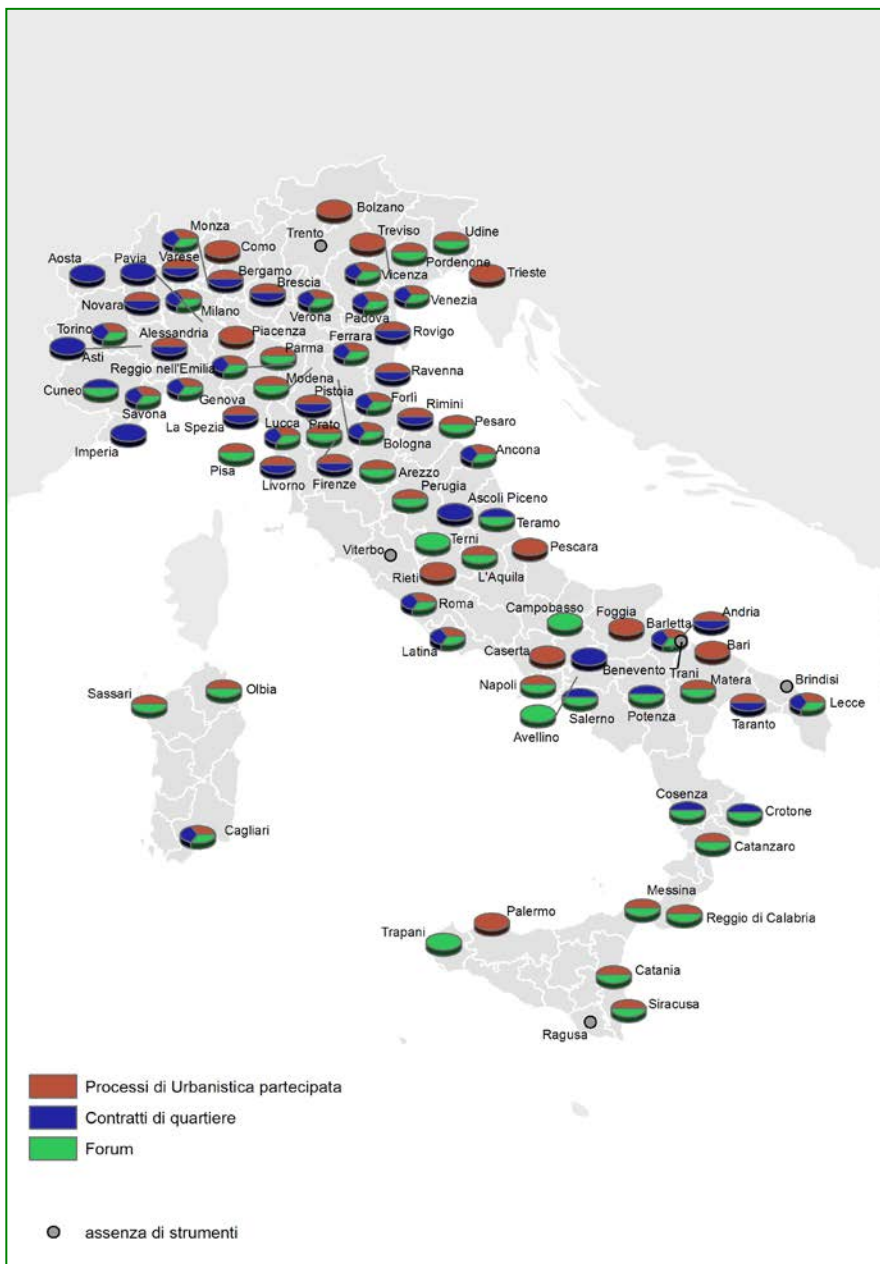 Bolzano
Monza
Treviso
Udine
Trento
Como
Pordenone
Aosta
Pavia
Varese
Bergamo
Vicenza
Trieste
Brescia
Novara
Milano
Verona
Padova
Venezia
Torino
Alessandria
Piacenza
Ferrara
Rovigo
Asti
Parma
Reggio nell'Emilia
Ravenna
Modena
Cuneo
Genova
Pistoia
Forlì
Rimini
Savona
Pesaro
La Spezia
Lucca
Prato
Bologna
Imperia
Ancona
Pisa
Livorno
Firenze
Arezzo
Perugia
Ascoli Piceno
Teramo
Terni
Viterbo
Pescara
L'Aquila
Rieti
Roma
Campobasso
Foggia
Barletta
Andria
Latina
Caserta
Bari
Benevento
Trani
Matera
Brindisi
Napoli
Sassari
Olbia
Salerno
Potenza
Taranto
Lecce
Avellino
Cosenza
Crotone
Cagliari
Catanzaro
Messina
Palermo
Reggio di Calabria
Trapani
Catania
Siracusa
Ragusa
Processi di Urbanistica partecipata
Contratti di quartiere
Forum
assenza di strumenti